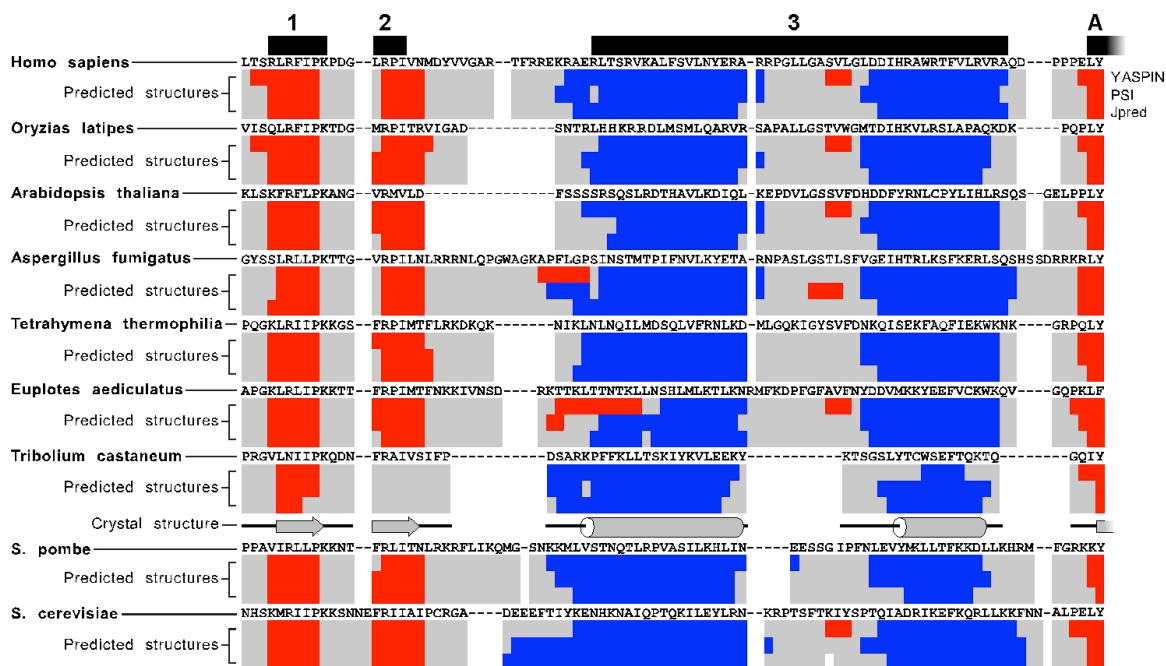 1 2 3 A
Homo sapiens LTSRLRFIPKPDG LRPIVNMDYVVGAR --TFRREKRAERLTSRVKALFSVLNYERA RRPGLLGASVLGLDDIHRAWRTFVLRVRAQD --PPPELY
Predicted structures YASPIN
PSI
Jpred
Oryzias latipes VISQLRFIPKTDG MRPITRVIGAD ---------- SNTRLHHKRRDLMSMLQARVR SAPALLGSTVWGMTDIHKVLRSLAPAQKDK ----- PQPLY
Predicted structures
Arabidopsis thaliana KLSKFRFLPKANG VRMVLD --------------- FSSSSRSQSLRDTHAVLKDIQL KEPDVLGSSVFDHDDFYRNLCPYLIHLRSQS -GELPPLY
Predicted structures
Aspergillus fumigatus GYSSLRLLPKTTG VRPILNLRRRNLQPGWAGKAPFLGPSINSTMTPIFNVLKYETA RNPASLGSTLSFVGEIHTRLKSFKERLSQSHSSDRRKRLY
Predicted structures
Tetrahymena thermophilia PQGKLRIIPKKGS FRPIMTFLRKDKQK ------- NIKLNLNQILMDSQLVFRNLKD MLGQKIGYSVFDNKQISEKFAQFIEKWKNK ---- GRPQLY
Predicted structures
Euplotes aediculatus APGKLRLIPKKTT FRPIMTFNKKIVNSD ---- RKTTKLTTNTKLLNSHLMLKTLKNRMFKDPFGFAVFNYDDVMKKYEEFVCKWKQV ---- GQPKLF
Predicted structures
Tribolium castaneum PRGVLNIIPKQDN FRAIVSIFP ----------- DSARKPFFKLLTSKIYKVLEEKY ---------- KTSGSLYTCWSEFTQKTQ -------- GQIY
Predicted structures
Crystal structure
S. pombe PPAVIRLLPKKNT FRLITNLRKRFLIKQMG - SNKKMLVSTNQTLRPVASILKHLIN ----- EESSGIPFNLEVYMKLLTFKKDLLKHRM -- FGRKKY
Predicted structures
S. cerevisiae NHSKMRIIPKKSNNEFRIIAIPCRGA ---- DEEEFTIYKENHKNAIQPTQKILEYLRN -- KRPTSFTKIYSPTQIADRIKEFKQRLLKKFNN - ALPELY
Predicted structures